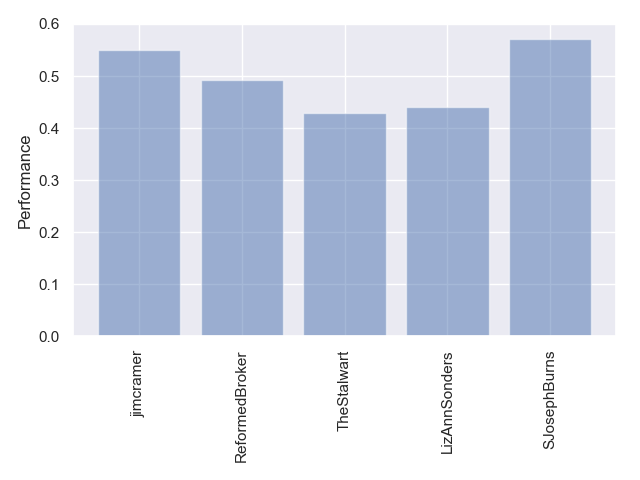 0.6
0.5
0.4
0.3
0.2
0.1
0.0
Performance
jimcramer
ReformedBroker
TheStalwart
LizAnnSonders
SJosephBurns